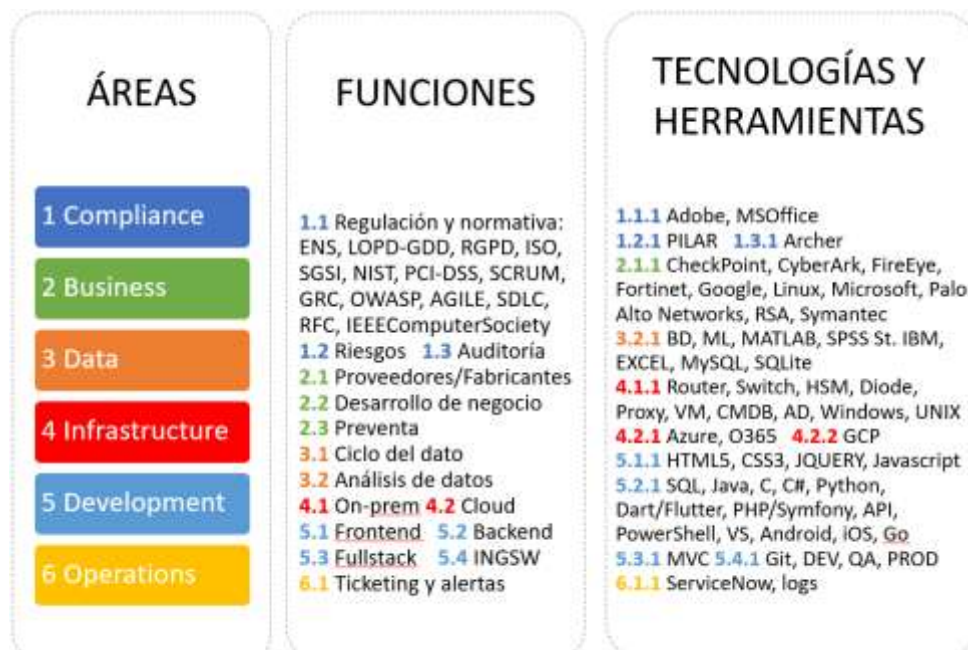 ÁREAS
1 Compliance
2 Business
3 Data
4 Infrastructure
5 Development
6 Operations
FUNCIONES
1.1 Regulación y normativa:
ENS, LOPD-GDD, RGPD, ISO,
SGSI, NIST, PCI-DSS, SCRUM,
GRC, OWASP, AGILE, SDLC,
RFC, IEEEComputerSociety
1.2 Riesgos 1.3 Auditoría
2.1 Proveedores/Fabricantes
2.2 Desarrollo de negocio
2.3 Preventa
3.1 Ciclo del dato
3.2 Análisis de datos
4.1 On-prem 4.2 Cloud
5.1 Frontend 5.2 Backend
5.3 Fullstack 5.4 INGSW
6.1 Ticketing y alertas
TECNOLOGÍAS Y
HERRAMIENTAS
1.1.1 Adobe, MSOffice
1.2.1 PILAR 1.3.1 Archer
2.1.1 CheckPoint, CyberArk, FireEye,
Fortinet, Google, Linux, Microsoft, Palo
Alto Networks, RSA, Symantec
3.2.1 BD, ML, MATLAB, SPSS St. IBM,
EXCEL, MySQL, SQLite
4.1.1 Router, Switch, HSM, Diode,
Proxy, VM, CMDB, AD, Windows, UNIX
4.2.1 Azure, O365 4.2.2 GCP
5.1.1 HTML5, CSS3, JQUERY, Javascript
5.2.1 SQL, Java, C, C#, Python,
Dart/Flutter, PHP/Symfony, API,
PowerShell, VS, Android, iOS, Go
5.3.1 MVC 5.4.1 Git, DEV, QA, PROD
6.1.1 ServiceNow, logs